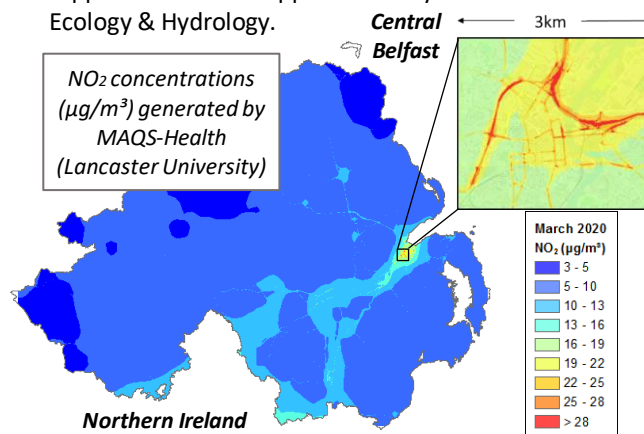 Ecology & Hydrology.
Central
Belfast
3km
NO₂ concentrations
(µg/m³) generated by
MAQS-Health
(Lancaster University)
March 2020
NO₂ (µg/m³)
3 - 5
5 - 10
10 - 13
13 - 16
16 - 19
19 - 22
22 - 25
25 - 28
> 28
Northern Ireland